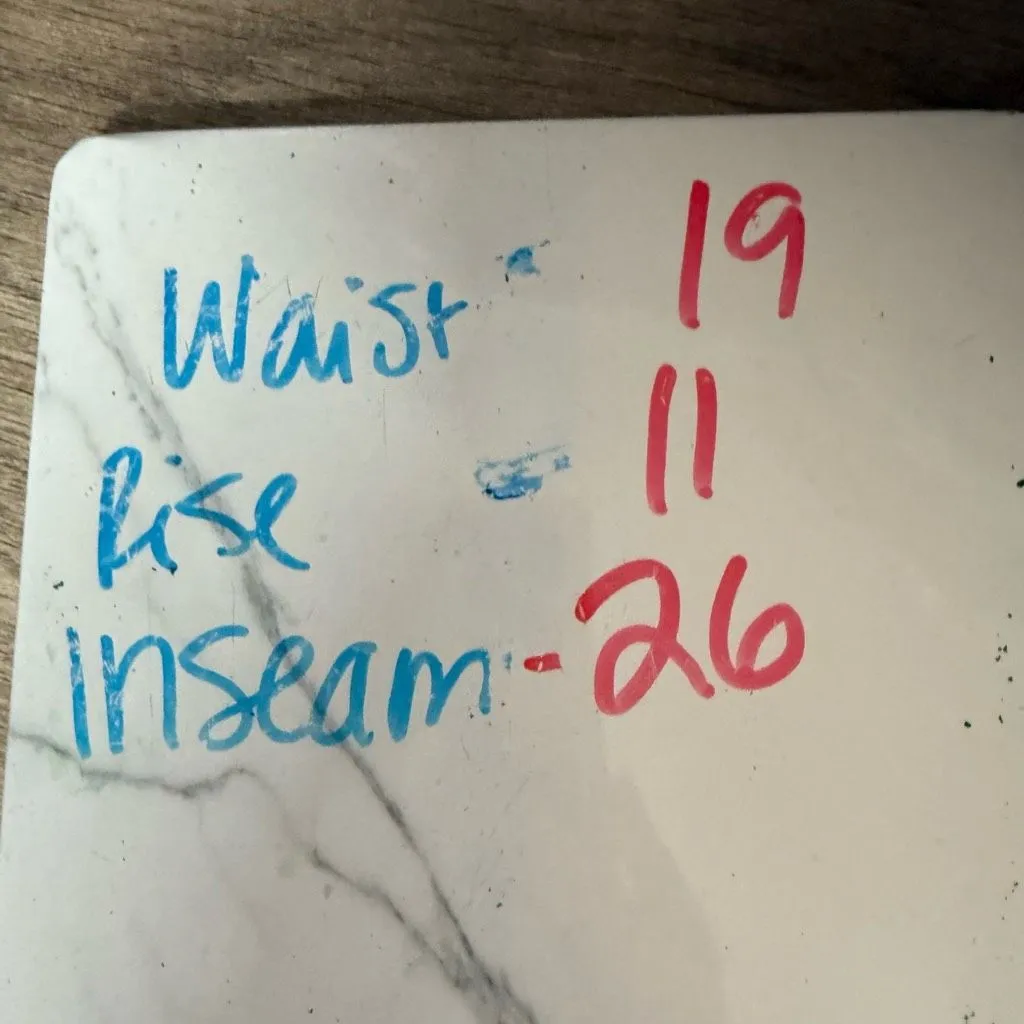 Waist - 19
Rise - 11
Inseam - 26